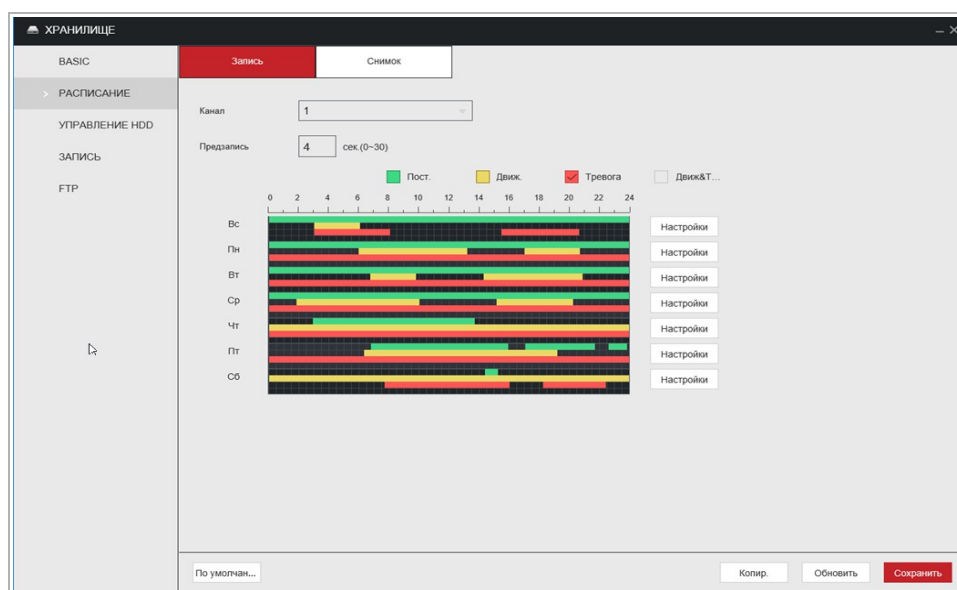 ХРАНИЛИЩЕ
BASIC
РАСПИСАНИЕ
УПРАВЛЕНИЕ HDD
ЗАПИСЬ
FTP
Запись Снимок
Канал 1
Предзапись 4 сек.(0~30)
Пост. Движ. Тревога Движ&Т...
0 2 4 6 8 10 12 14 16 18 20 22 24
Вс Настройки
Пн Настройки
Вт Настройки
Ср Настройки
Чт Настройки
Пт Настройки
Сб Настройки
По умолчан... Копир. Обновить Сохранить